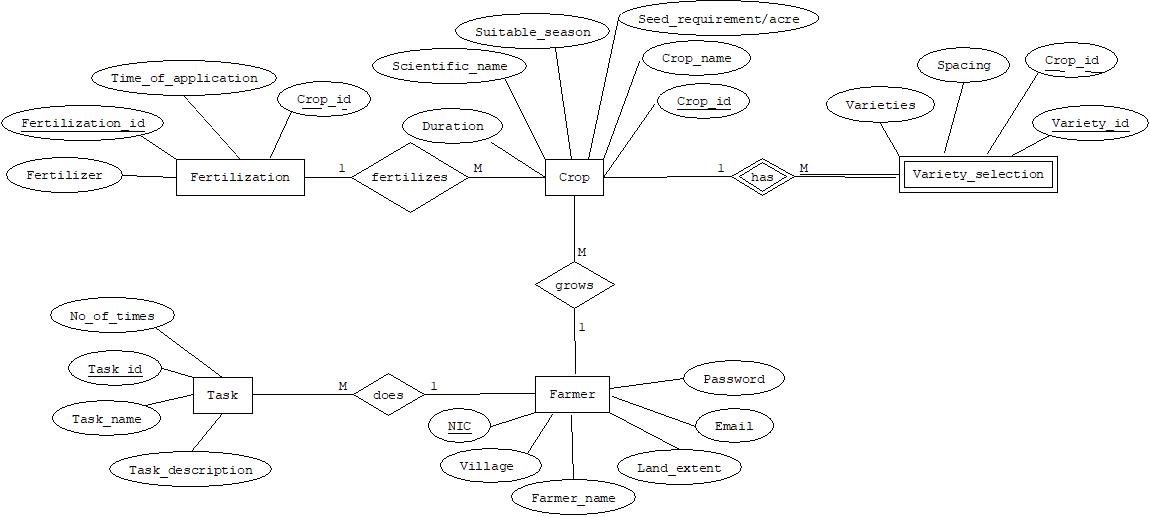 Seed_requirement/acre
Suitable_season
Crop_name
Crop_id
Scientific_name
Spacing
Time_of_application
Crop_id
Crop_id
Varieties
Fertilization_id
Duration
Variety_id
Fertilizer
Fertilization
1
fertilizes
M
Crop
1
has
M
Variety_selection
M
grows
1
No_of_times
Task_id
Task
M
does
1
Farmer
Password
Task_name
NIC
Email
Village
Land_extent
Task_description
Farmer_name